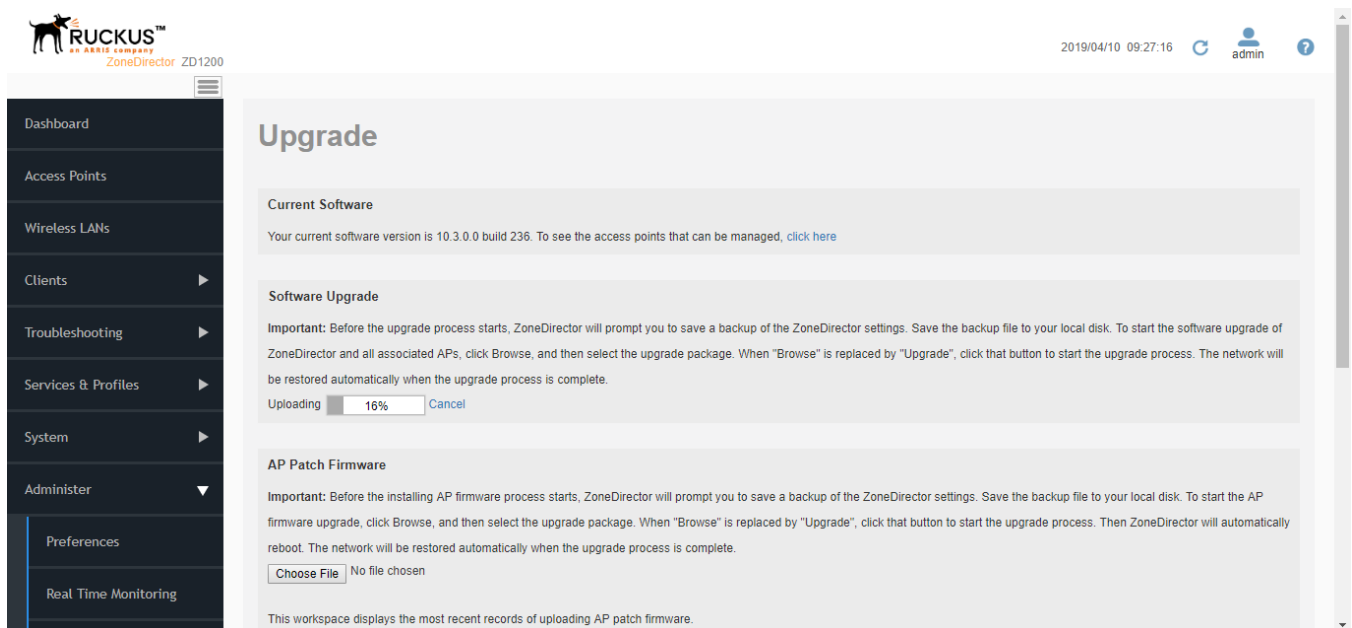 RUCKUS™
an ARRIS company
ZoneDirector ZD1200
2019/04/10 09:27:16
admin
?
Dashboard
Access Points
Wireless LANs
Clients
Troubleshooting
Services & Profiles
System
Administer
Preferences
Real Time Monitoring
Upgrade
Current Software
Your current software version is 10.3.0.0 build 236. To see the access points that can be managed, click here
Software Upgrade
Important: Before the upgrade process starts, ZoneDirector will prompt you to save a backup of the ZoneDirector settings. Save the backup file to your local disk. To start the software upgrade of
ZoneDirector and all associated APs, click Browse, and then select the upgrade package. When "Browse" is replaced by "Upgrade", click that button to start the upgrade process. The network will
be restored automatically when the upgrade process is complete.
Uploading 16% Cancel
AP Patch Firmware
Important: Before the installing AP firmware process starts, ZoneDirector will prompt you to save a backup of the ZoneDirector settings. Save the backup file to your local disk. To start the AP
firmware upgrade, click Browse, and then select the upgrade package. When "Browse" is replaced by "Upgrade", click that button to start the upgrade process. Then ZoneDirector will automatically
reboot. The network will be restored automatically when the upgrade process is complete.
Choose File No file chosen
This workspace displays the most recent records of uploading AP patch firmware.